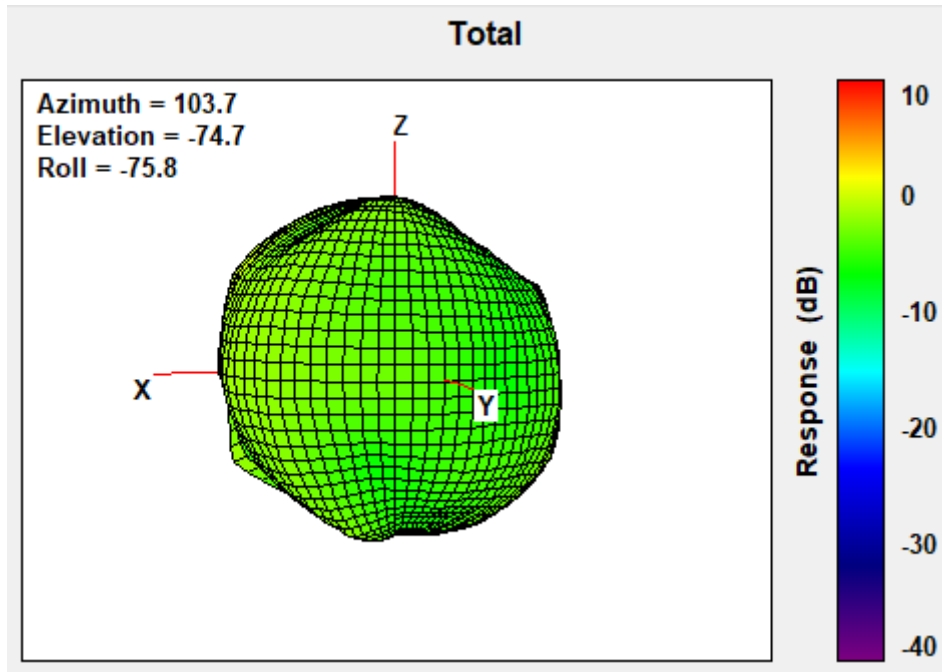 Total
Azimuth = 103.7
Elevation = -74.7
Roll = -75.8
Z
X
Y
10
0
-10
-20
-30
-40
Response (dB)